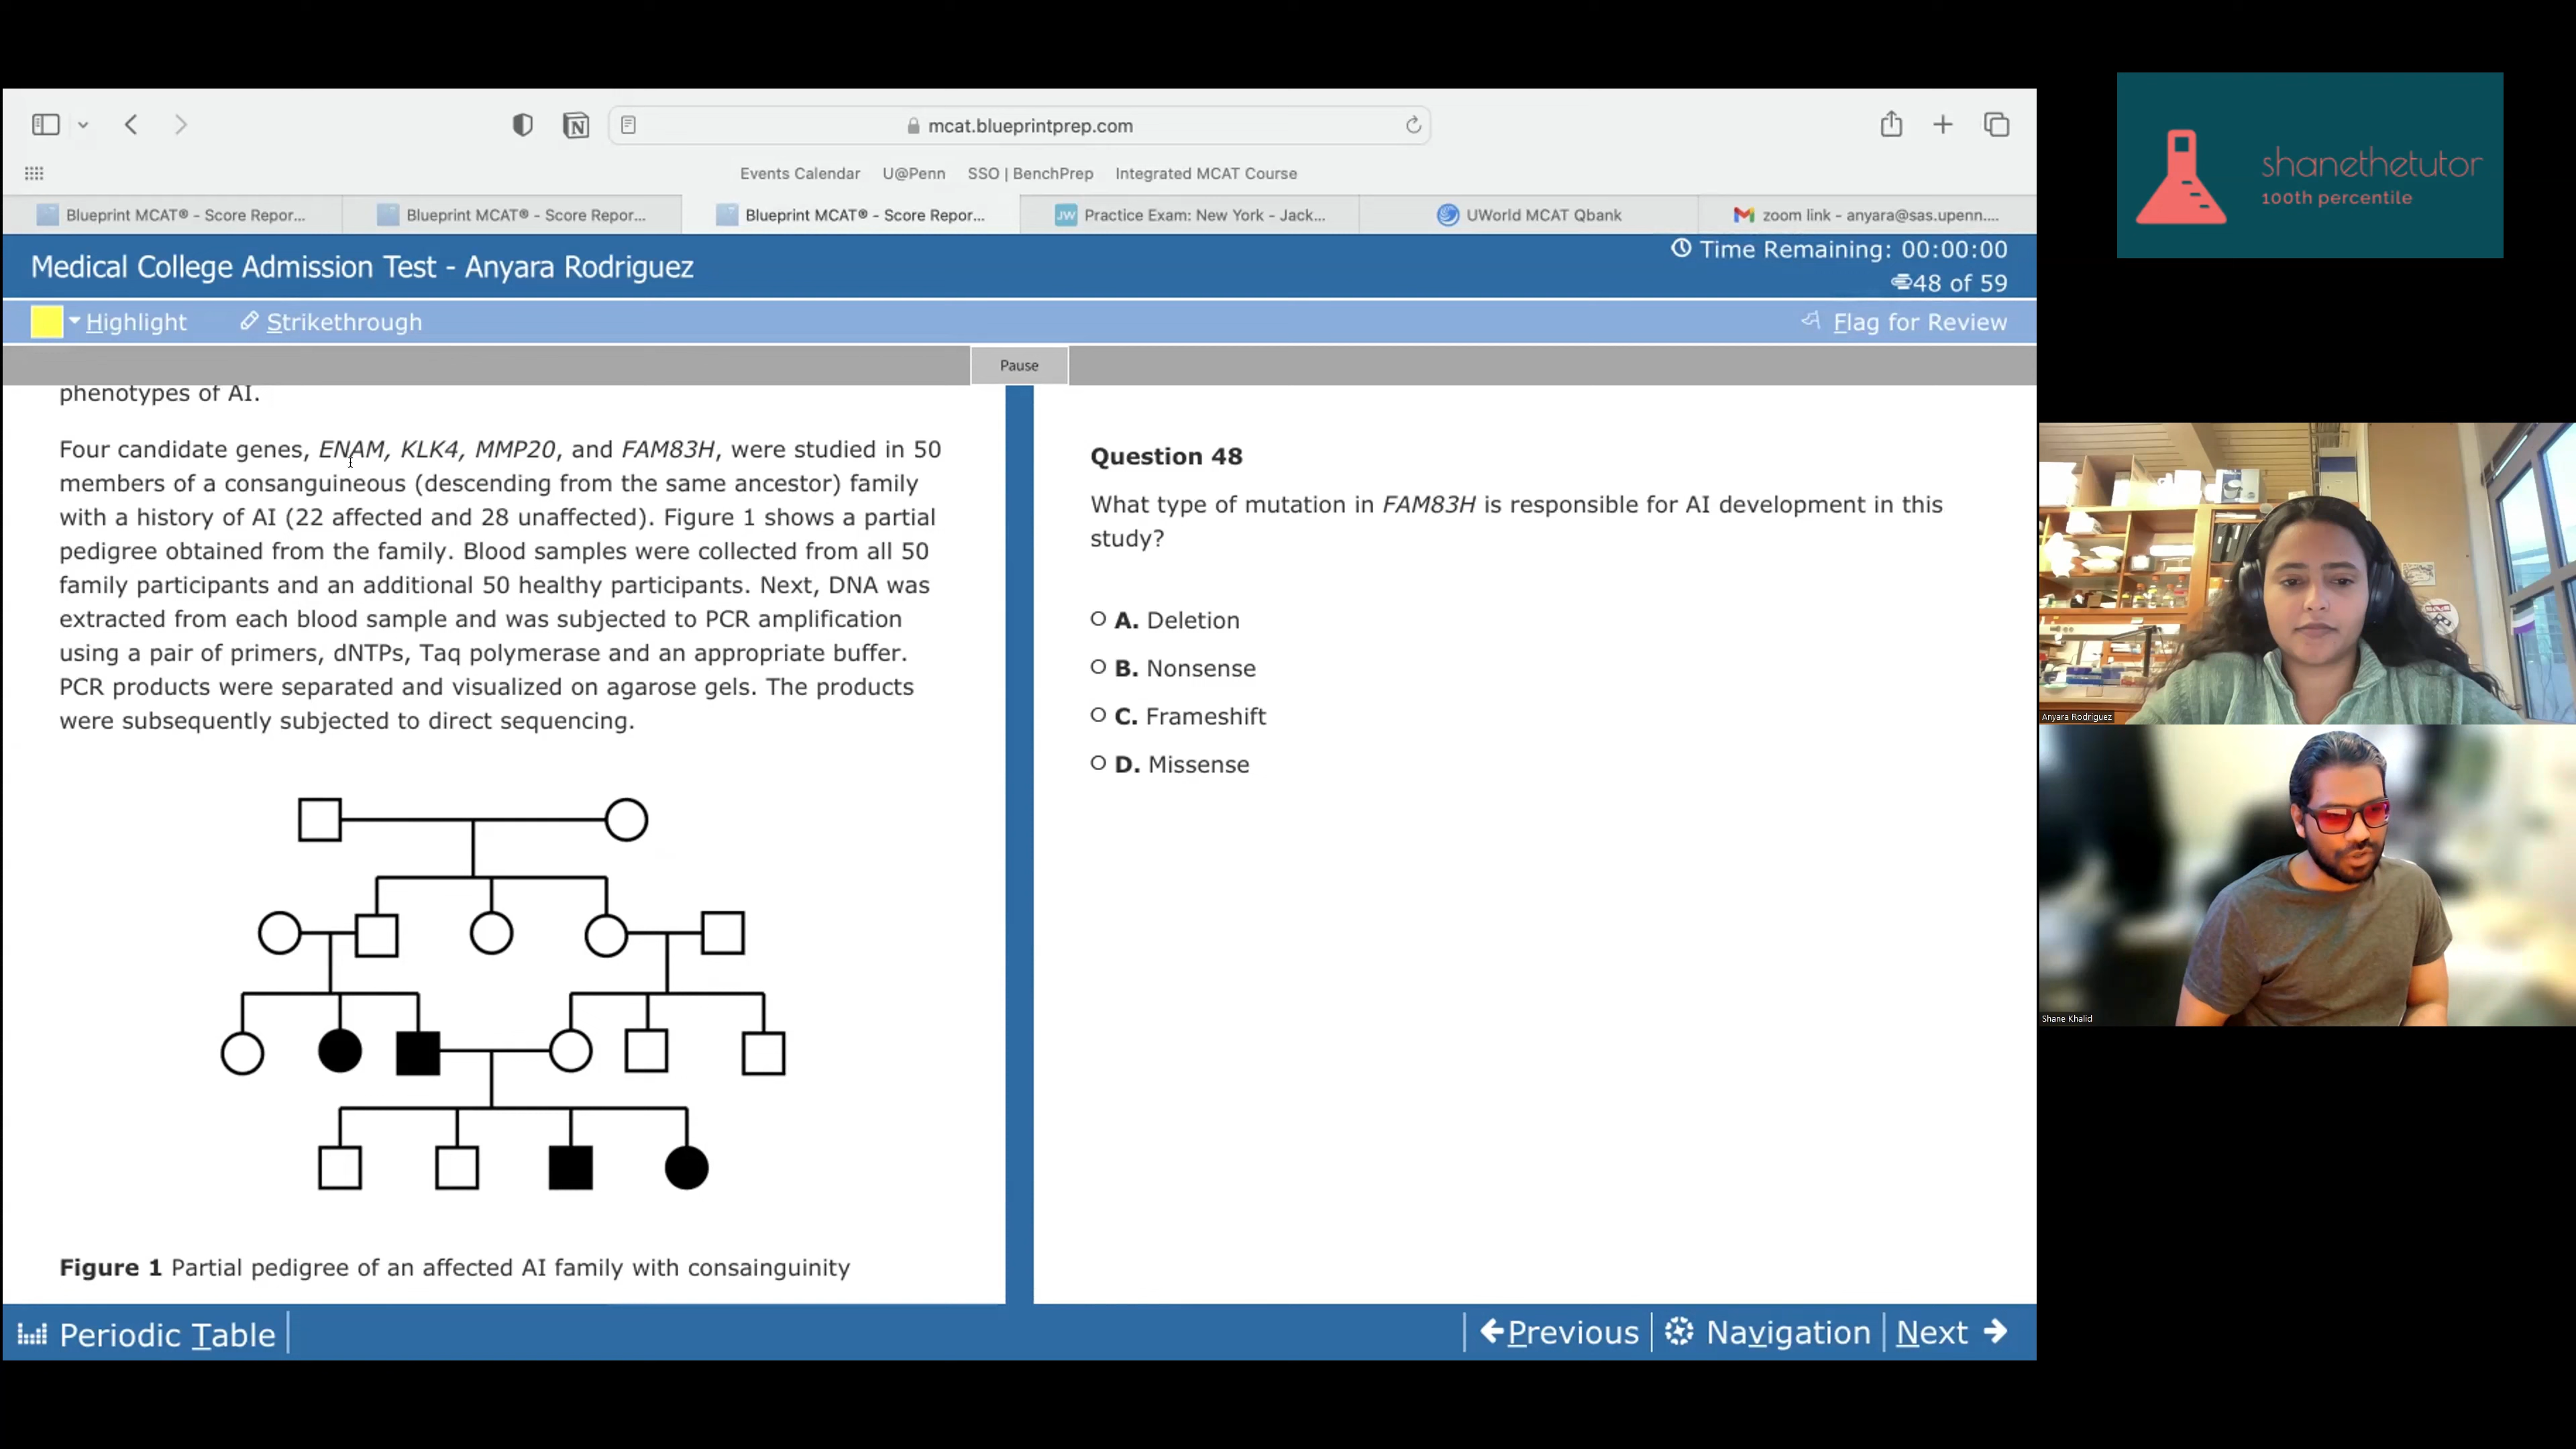 mcat.blueprintprep.com
Events Calendar U@Penn SSO | BenchPrep Integrated MCAT Course
Blueprint MCAT® - Score Repor... Blueprint MCAT® - Score Repor... Blueprint MCAT® - Score Repor... JW Practice Exam: New York - Jack... UWorld MCAT Qbank zoom link - anyara@sas.upenn....
Medical College Admission Test - Anyara Rodriguez
Time Remaining: 00:00:00
48 of 59
Highlight Strikethrough Flag for Review
Pause
phenotypes of AI.
Four candidate genes, ENAM, KLK4, MMP20, and FAM83H, were studied in 50
members of a consanguineous (descending from the same ancestor) family
with a history of AI (22 affected and 28 unaffected). Figure 1 shows a partial
pedigree obtained from the family. Blood samples were collected from all 50
family participants and an additional 50 healthy participants. Next, DNA was
extracted from each blood sample and was subjected to PCR amplification
using a pair of primers, dNTPs, Taq polymerase and an appropriate buffer.
PCR products were separated and visualized on agarose gels. The products
were subsequently subjected to direct sequencing.
Figure 1 Partial pedigree of an affected AI family with consainguinity
Question 48
What type of mutation in FAM83H is responsible for AI development in this
study?
A. Deletion
B. Nonsense
C. Frameshift
D. Missense
Periodic Table
Previous Navigation Next
shanethetutor
100th percentile
Anyara Rodriguez
Shane Khalid